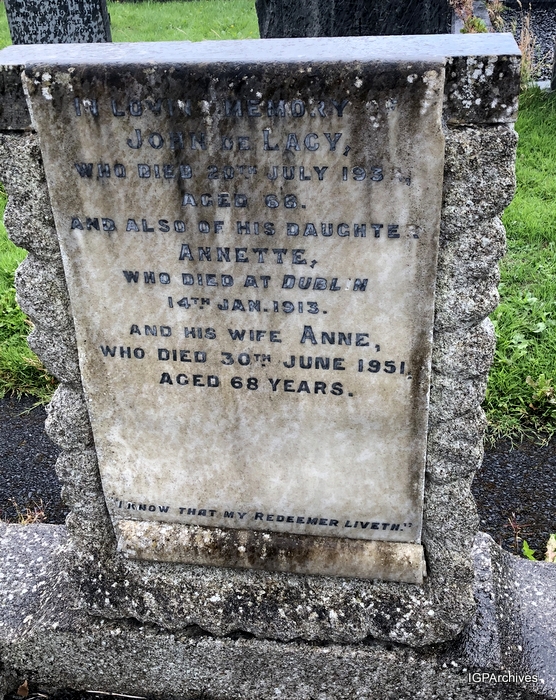 IN LOVING MEMORY OF
JOHN DE LACY,
WHO DIED 20TH JULY
AGED 68.
AND ALSO OF HIS DAUGHTER
ANNETTE,
WHO DIED AT DUBLIN
14TH JAN. 1913.
AND HIS WIFE ANNE,
WHO DIED 30TH JUNE 1951,
AGED 68 YEARS.
"I KNOW THAT MY REDEEMER LIVETH."
IGPArchives